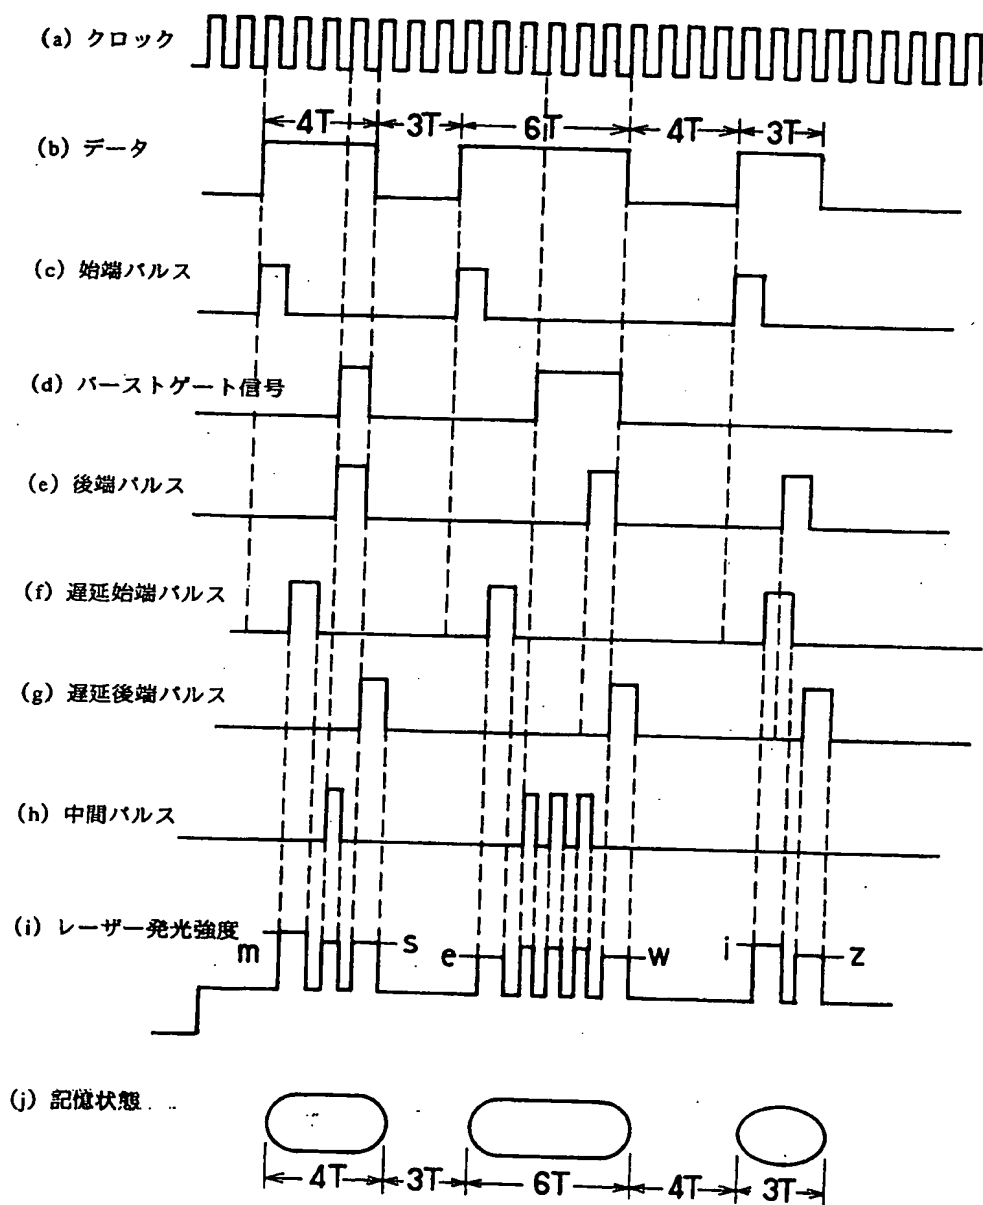 (a) クロック
4T 3T 6T 4T 3T
(b) データ
(c) 始端パルス
(d) バーストゲート信号
(e) 後端パルス
(f) 遅延始端パルス
(g) 遅延後端パルス
(h) 中間パルス
(i) レーザー発光強度
m s e w i z
(j) 記憶状態
4T 3T 6T 4T 3T